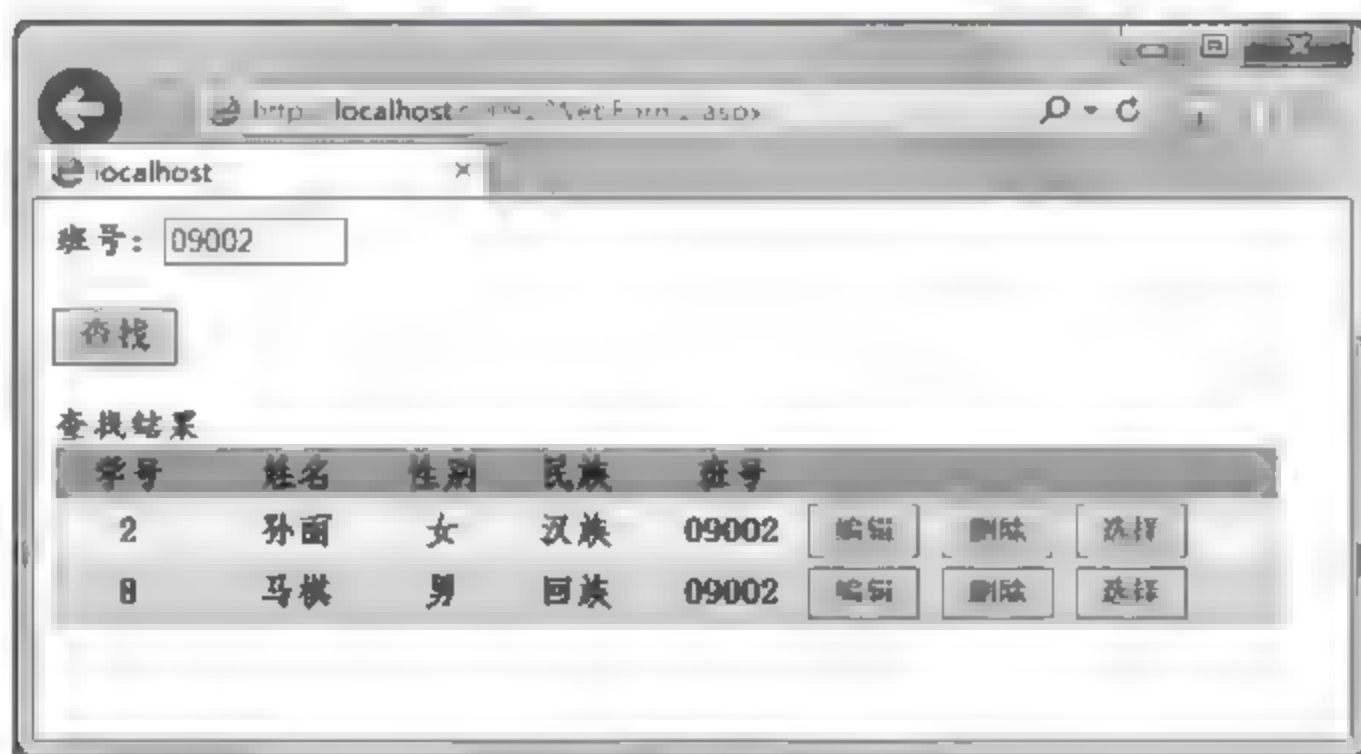 localhost
localhost
班号: 09002
查找
查找结果
学号 姓名 性别 民族 班号
2 孙丽 女 汉族 09002 编辑 删除 选择
8 马棋 男 回族 09002 编辑 删除 选择